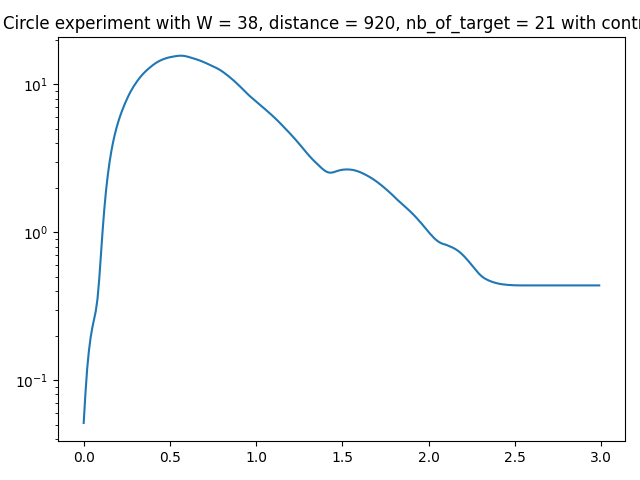 Circle experiment with W = 38, distance = 920, nb_of_target = 21 with
10¹
10⁰
10⁻¹
0.0 0.5 1.0 1.5 2.0 2.5 3.0